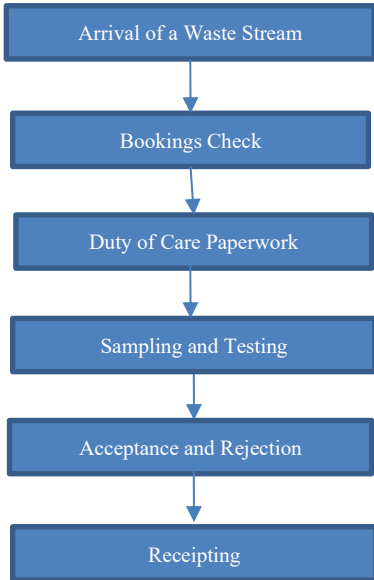 Arrival of a Waste Stream
Bookings Check
Duty of Care Paperwork
Sampling and Testing
Acceptance and Rejection
Receipting